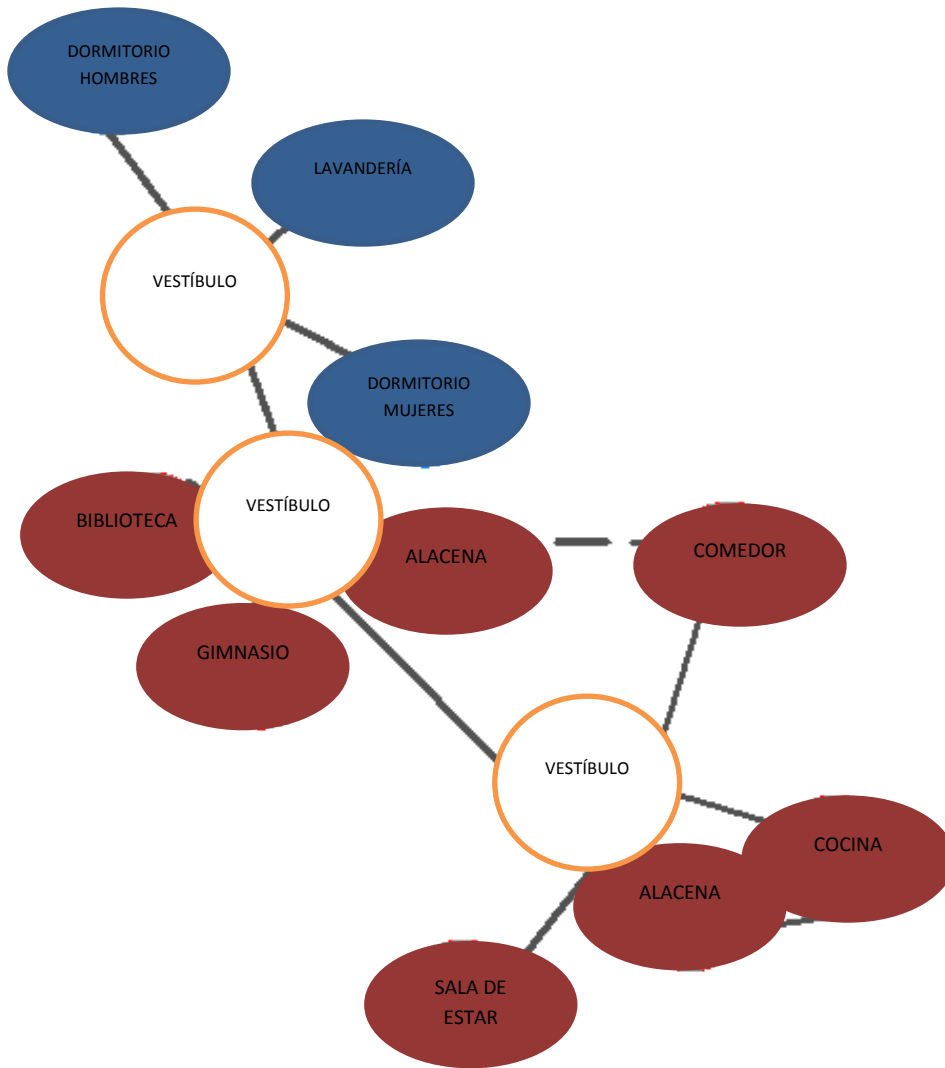 DORMITORIO
HOMBRES
LAVANDERÍA
VESTÍBULO
DORMITORIO
MUJERES
VESTÍBULO
BIBLIOTECA
ALACENA
COMEDOR
GIMNASIO
VESTÍBULO
COCINA
ALACENA
SALA DE
ESTAR